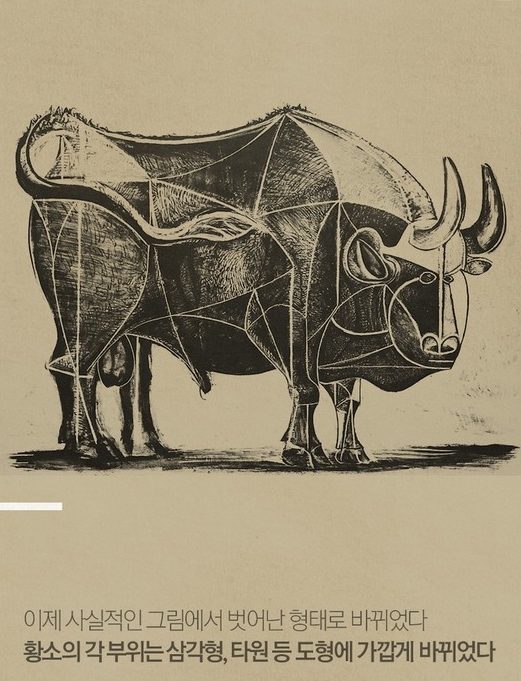 이제 사실적인 그림에서 벗어난 형태로 바뀌었다
황소의 각 부위는 삼각형, 타원 등 도형에 가깝게 바뀌었다